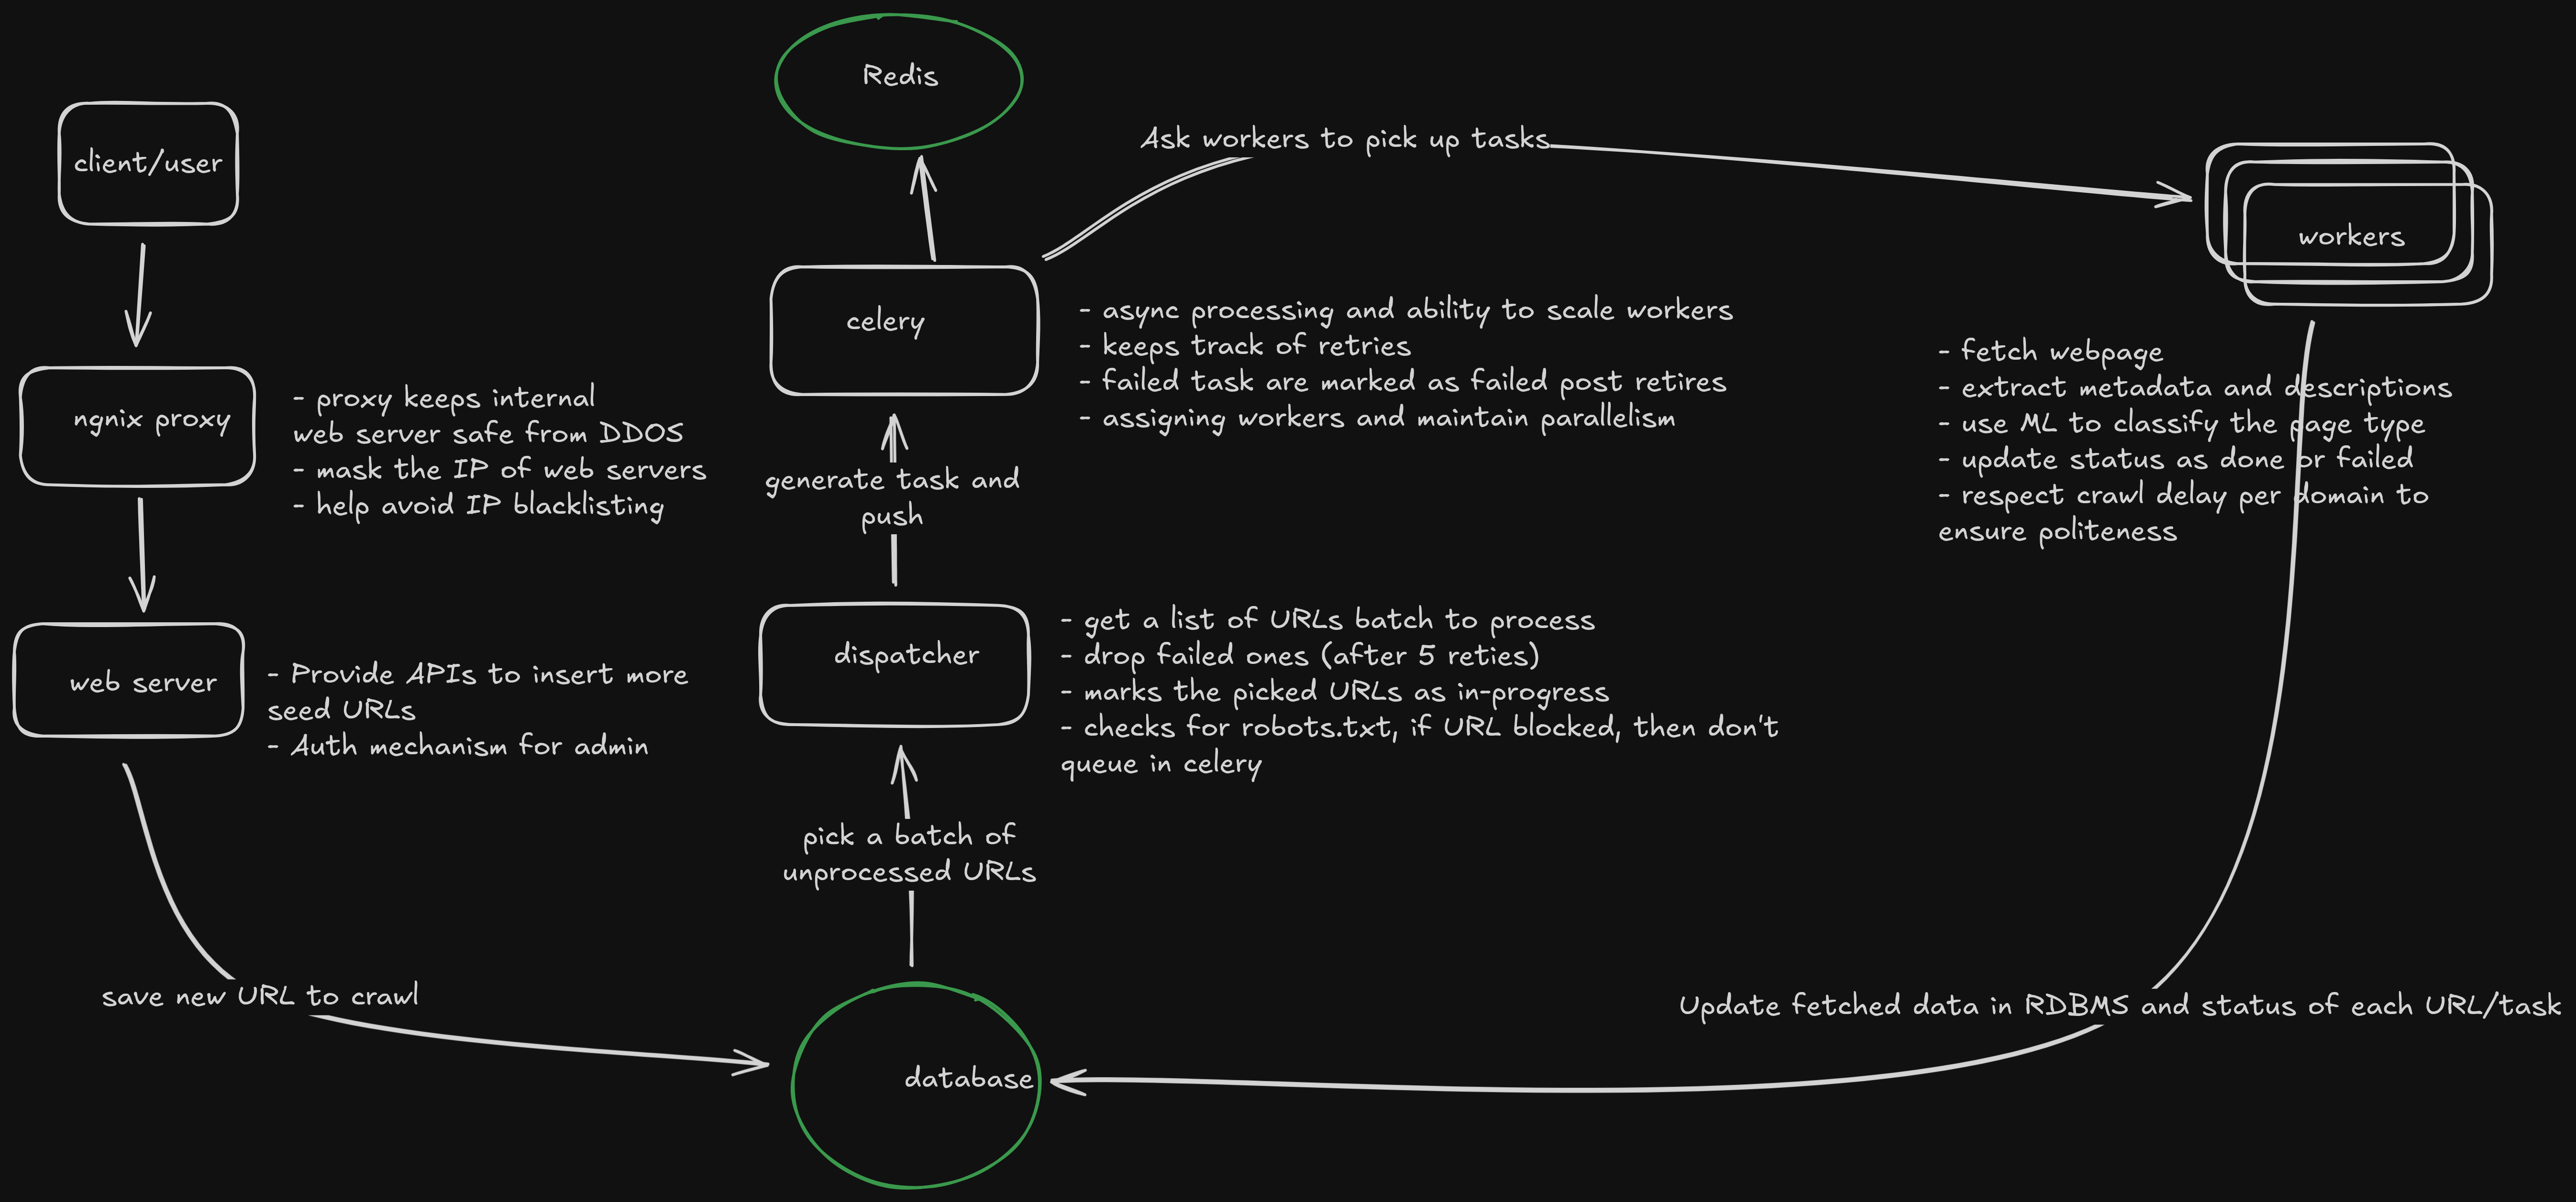 Redis
client/user
Ask workers to pick up tasks
workers
celery
- async processing and ability to scale workers
- keeps track of retries
- failed task are marked as failed post retires
- assigning workers and maintain parallelism
- fetch webpage
- extract metadata and descriptions
- use ML to classify the page type
- update status as done or failed
- respect crawl delay per domain to
ensure politeness
ngnix proxy
- proxy keeps internal
web server safe from DDOS
- mask the IP of web servers
- help avoid IP blacklisting
generate task and
push
web server
- Provide APIs to insert more
seed URLs
- Auth mechanism for admin
dispatcher
- get a list of URLs batch to process
- drop failed ones (after 5 reties)
- marks the picked URLs as in-progress
- checks for robots.txt, if URL blocked, then don't
queue in celery
pick a batch of
unprocessed URLs
save new URL to crawl
Update fetched data in RDBMS and status of each URL/task
database